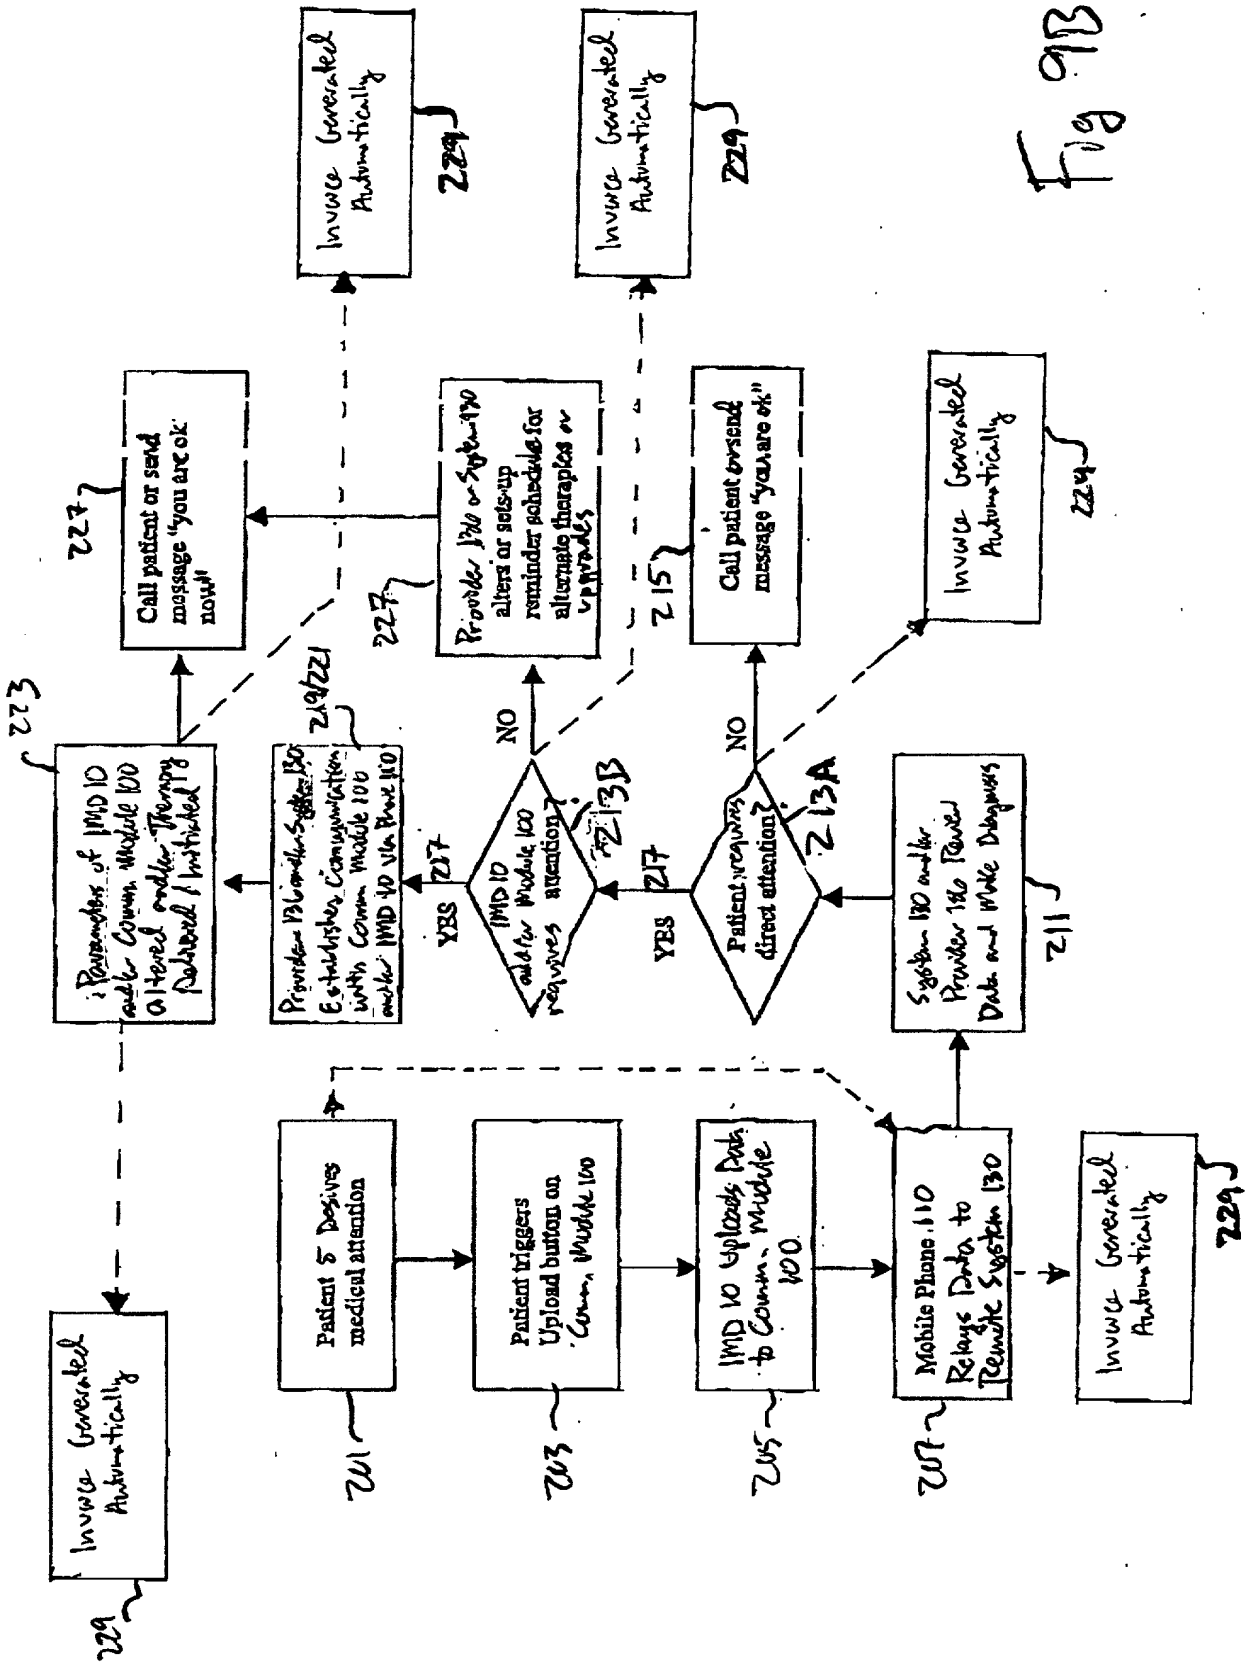 229
Invoice Generated
Automatically
201
Patient 5 Desires
medical attention
203
Patient triggers
Upload button on
Comm. Module 100
205
IMD 10 Uploads Data
to Comm. Module
100
207
Mobile Phone 110
Relays Data to
Remote System 130
Invoice Generated
Automatically
229
223
Parameters of IMD 10
and/or Comm. Module 100
altered and/or Therapy
Delivered / Initiated
219/221
Provider 136 and/or System 130
Establishes Communication
with Comm Module 100
and/or IMD 10 via Phone 110
YES
217
IMD 10
and/or Module 100
requires attention?
213B
NO
YES
217
Patient requires
direct attention?
213A
NO
System 130 and/or
Provider 136 Review
Data and Make Diagnosis
211
227
Call patient or send
message "you are ok
now"
227
Provider 136 or System 130
alters or sets-up
reminder schedule for
alternate therapies or
upgrades
215
Call patient or send
message "you are ok"
Invoice Generated
Automatically
229
Invoice Generated
Automatically
229
Invoice Generated
Automatically
229
Fig 9B